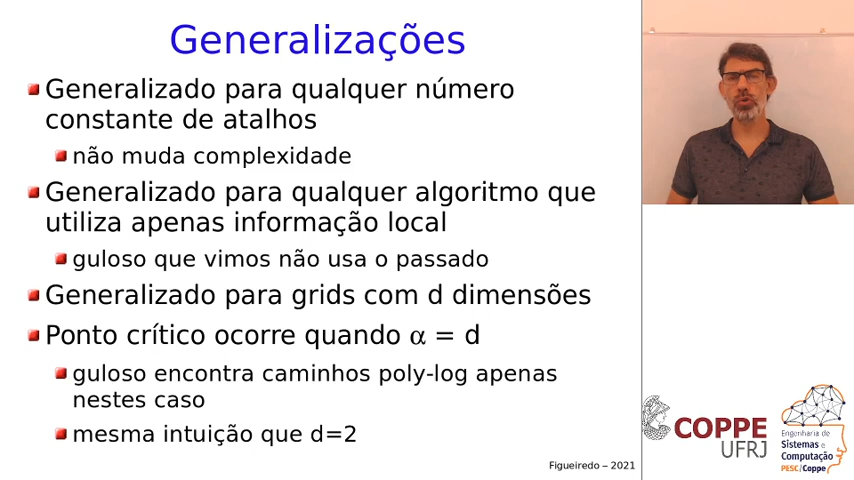 Generalizações
Generalizado para qualquer número
constante de atalhos
não muda complexidade
Generalizado para qualquer algoritmo que
utiliza apenas informação local
guloso que vimos não usa o passado
Generalizado para grids com d dimensões
Ponto crítico ocorre quando α = d
guloso encontra caminhos poly-log apenas
nestes caso
mesma intuição que d=2
Figueiredo – 2021
COPPE
UFRJ
Engenharia de
Sistemas e
Computação
PESC/Coppe